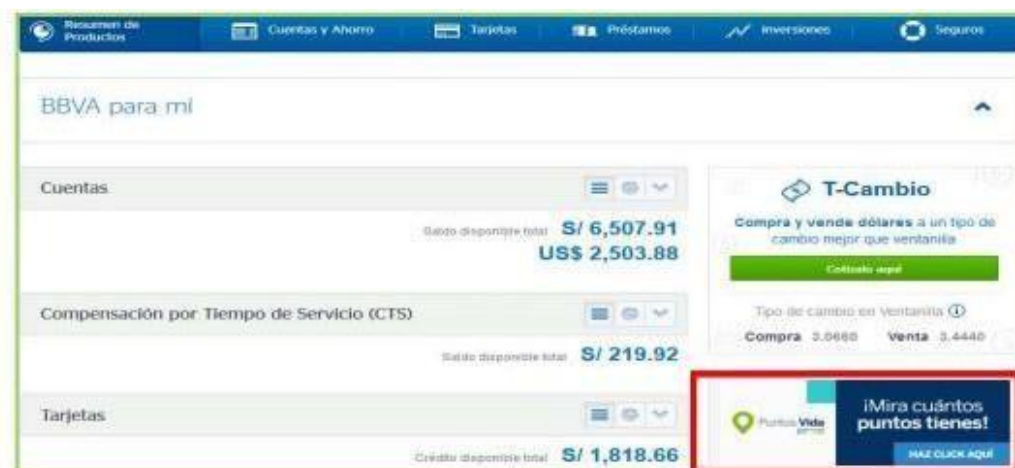 Resumen de
Productos
Cuentas y Ahorro
Tarjetas
Préstamos
Inversiones
Seguros
BBVA para mí
Cuentas
Saldo disponible total S/ 6,507.91
US$ 2,503.88
Compensación por Tiempo de Servicio (CTS)
Saldo disponible total S/ 219.92
Tarjetas
Crédito disponible total S/ 1,818.66
T-Cambio
Compra y vende dólares a un tipo de
cambio mejor que ventanilla
Cotízalo aquí
Tipo de cambio en Ventanilla
Compra Venta 3.4440
Puntos Vida
¡Mira cuántos
puntos tienes!
HAZ CLICK AQUÍ